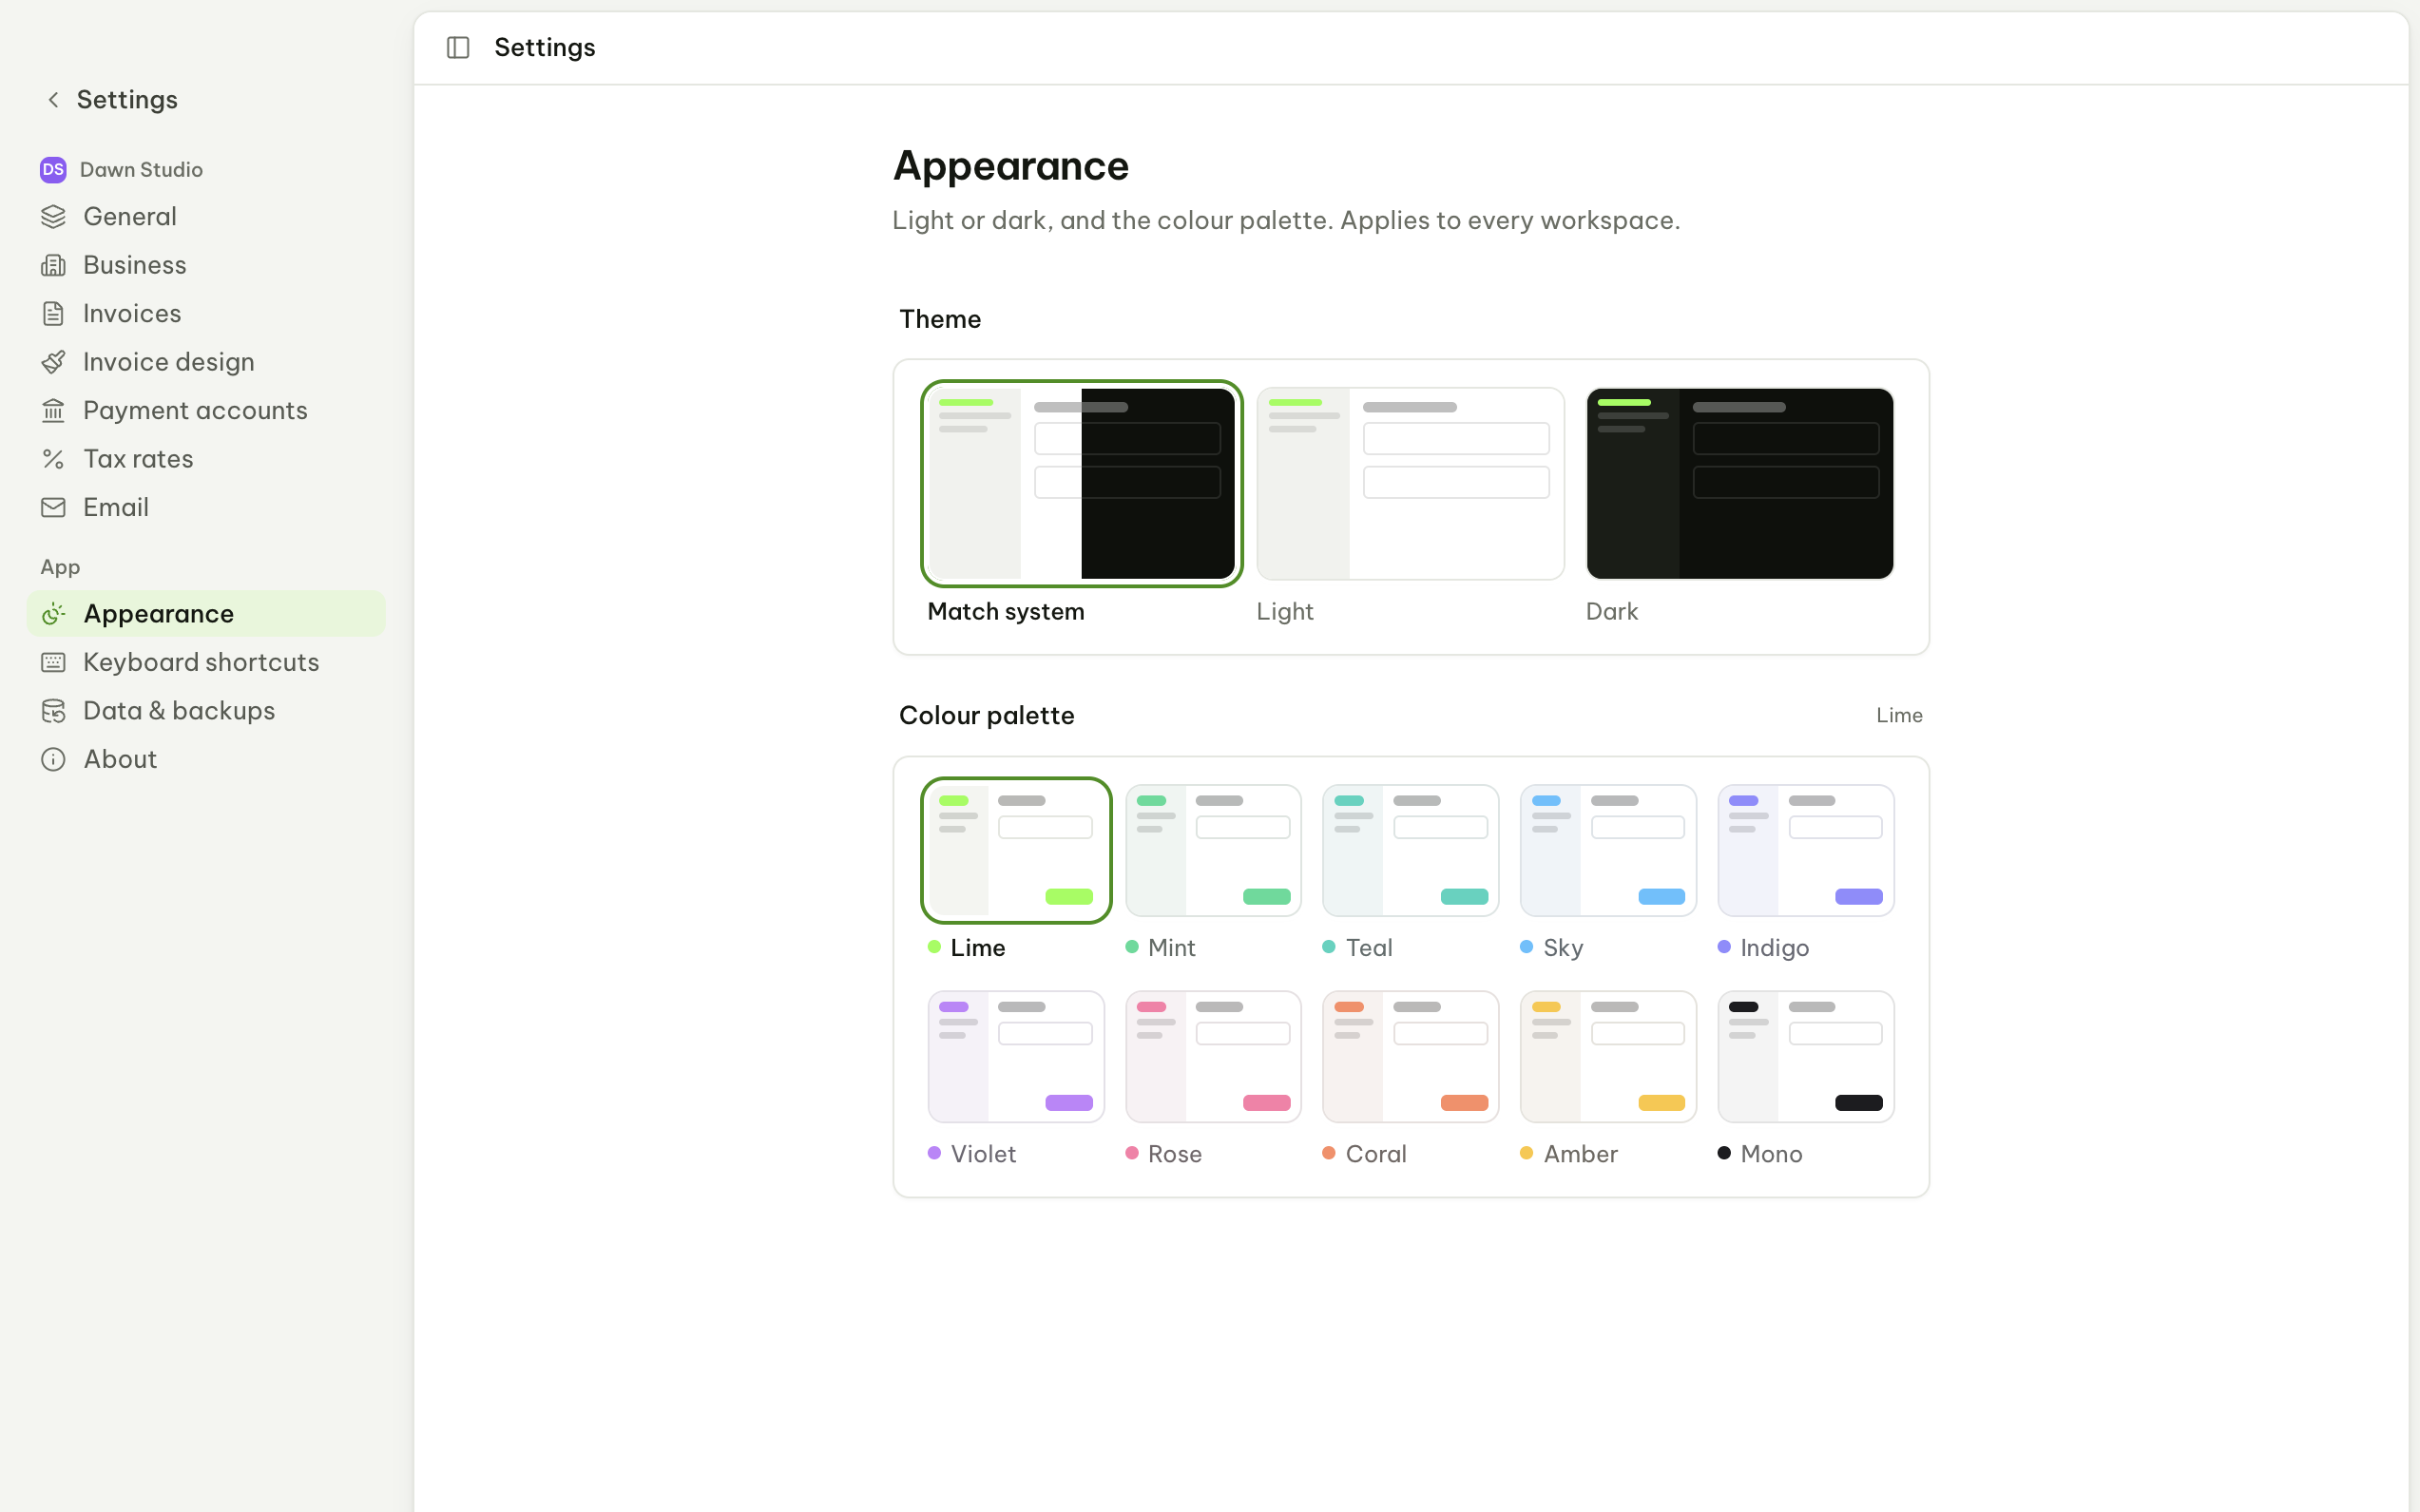 Settings
Settings
DS Dawn Studio
General
Business
Invoices
Invoice design
Payment accounts
Tax rates
Email
App
Appearance
Keyboard shortcuts
Data & backups
About
Appearance
Light or dark, and the colour palette. Applies to every workspace.
Theme
Match system Light Dark
Colour palette Lime
Lime Mint Teal Sky Indigo
Violet Rose Coral Amber Mono